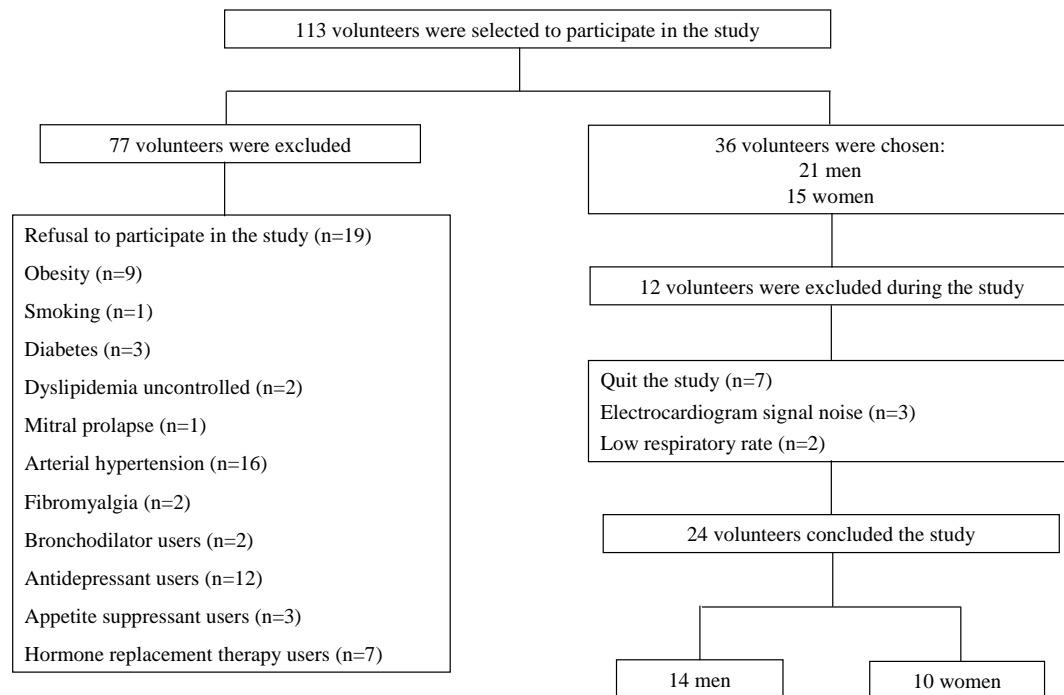 113 volunteers were selected to participate in the study
77 volunteers were excluded
Refusal to participate in the study (n=19)
Obesity (n=9)
Smoking (n=1)
Diabetes (n=3)
Dyslipidemia uncontrolled (n=2)
Mitral prolapse (n=1)
Arterial hypertension (n=16)
Fibromyalgia (n=2)
Bronchodilator users (n=2)
Antidepressant users (n=12)
Appetite suppressant users (n=3)
Hormone replacement therapy users (n=7)
36 volunteers were chosen:
21 men
15 women
12 volunteers were excluded during the study
Quit the study (n=7)
Electrocardiogram signal noise (n=3)
Low respiratory rate (n=2)
24 volunteers concluded the study
14 men
10 women